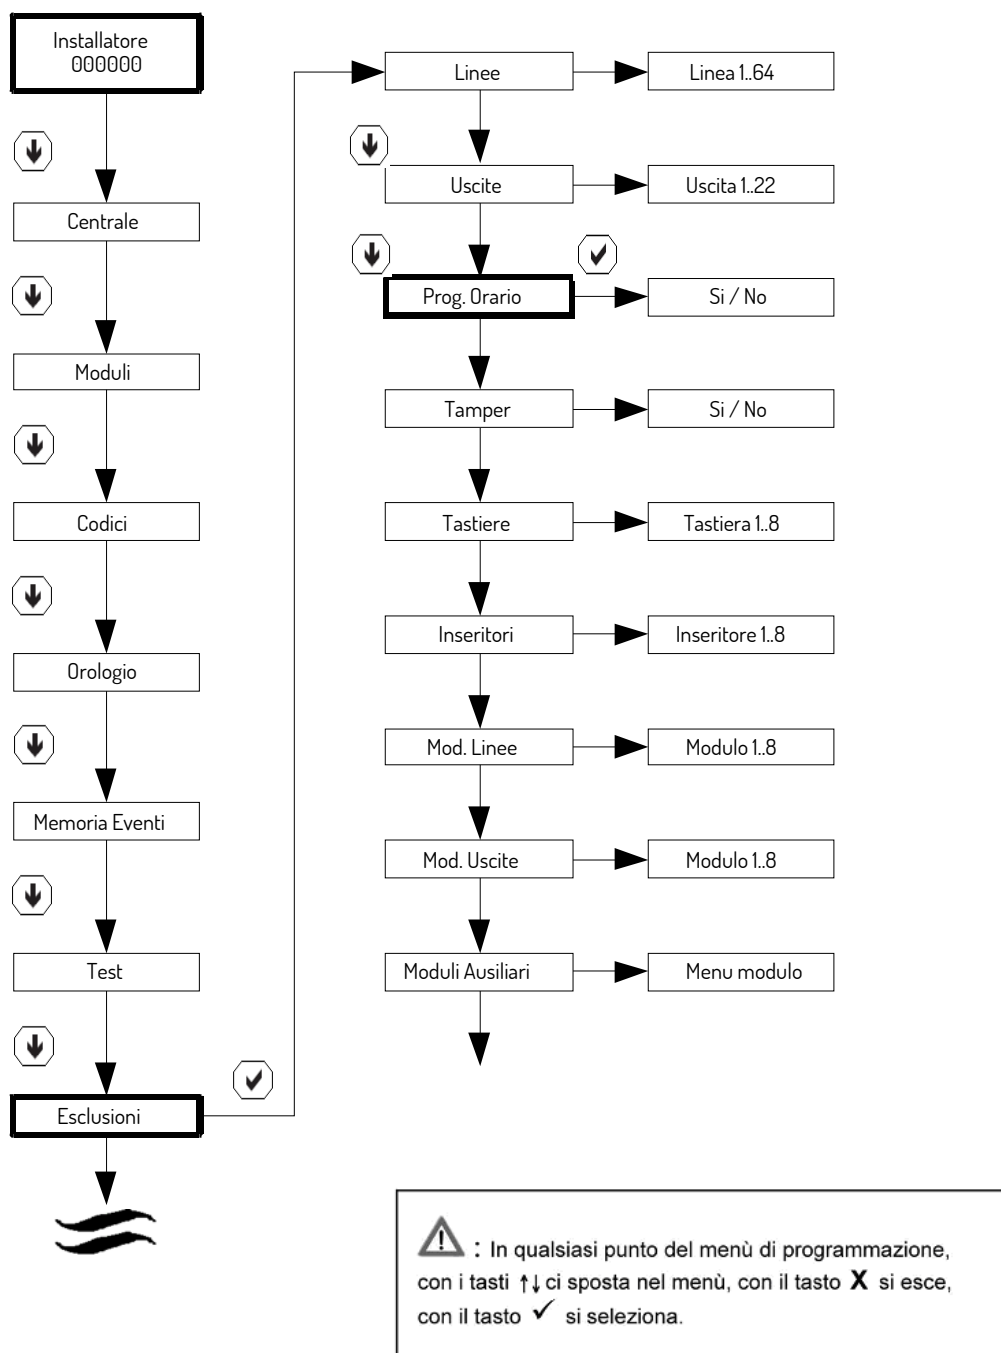 Installatore
000000
Centrale
Moduli
Codici
Orologio
Memoria Eventi
Test
Esclusioni
Linee
Linea 1..64
Uscite
Uscita 1..22
Prog. Orario
Si / No
Tamper
Si / No
Tastiere
Tastiera 1..8
Inseritori
Inseritore 1..8
Mod. Linee
Modulo 1..8
Mod. Uscite
Modulo 1..8
Moduli Ausiliari
Menu modulo
: In qualsiasi punto del menù di programmazione,
con i tasti ↑↓ ci sposta nel menù, con il tasto X si esce,
con il tasto ✓ si seleziona.